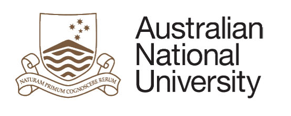 Australian
National
University
NATURAM PRIMUM COGNOSCERE RERUM